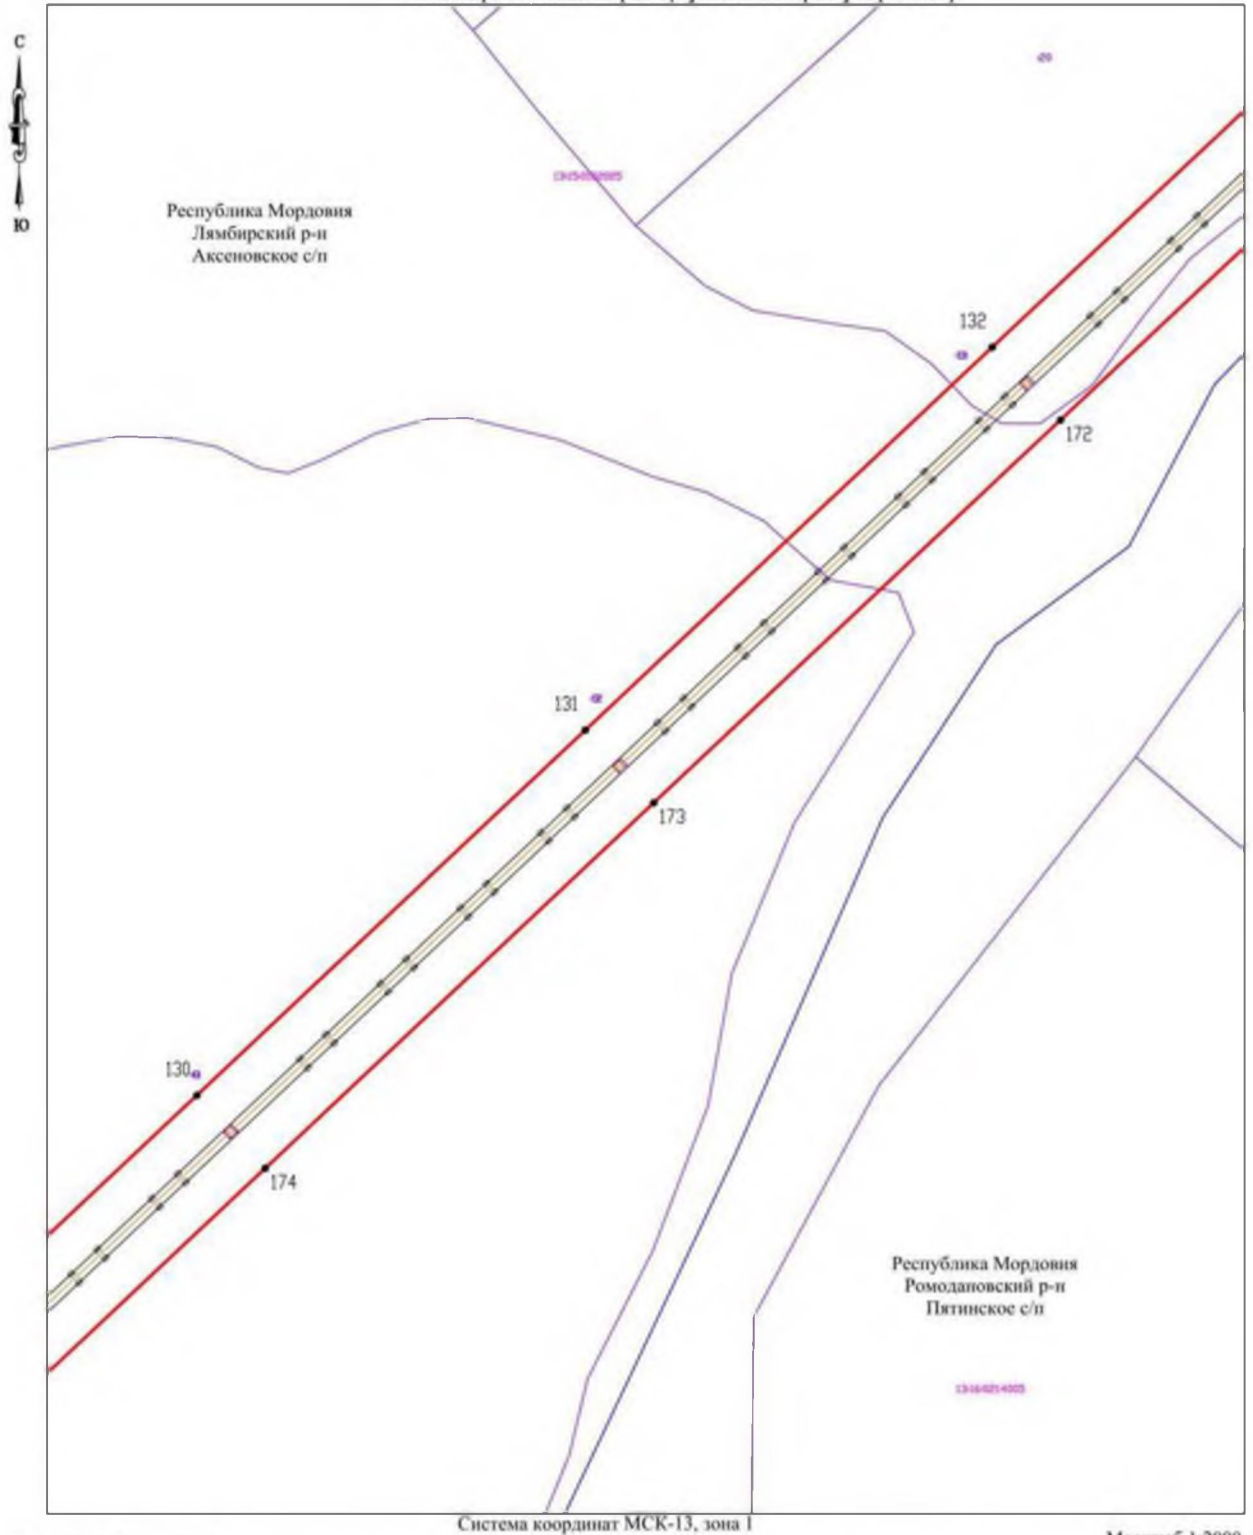 С
Ю
Республика Мордовия
Лямбирский р-н
Аксеновское с/п
132
172
131
173
130
174
Республика Мордовия
Ромодановский р-н
Пятинское с/п
Система координат МСК-13, зона 1